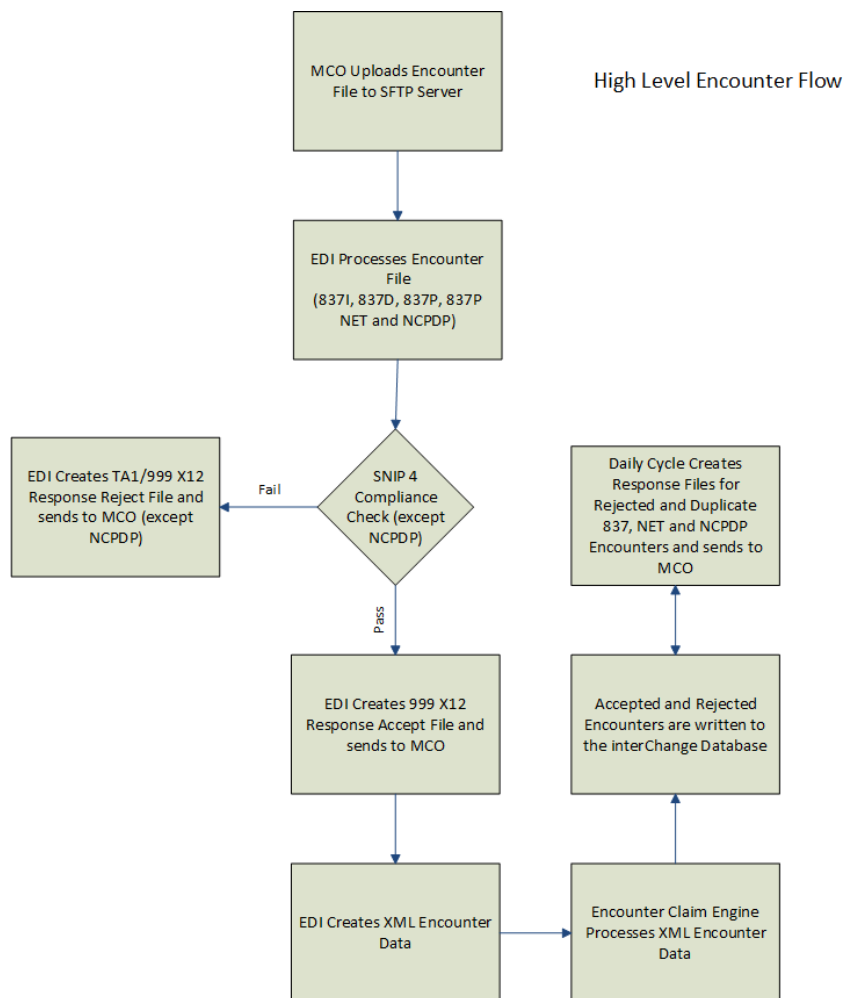 High Level Encounter Flow
MCO Uploads Encounter
File to SFTP Server
EDI Processes Encounter
File
(837I, 837D, 837P, 837P
NET and NCPDP)
SNIP 4
Compliance
Check (except
NCPDP)
Fail
EDI Creates TA1/999 X12
Response Reject File and
sends to MCO (except
NCPDP)
Pass
EDI Creates 999 X12
Response Accept File and
sends to MCO
EDI Creates XML Encounter
Data
Encounter Claim Engine
Processes XML Encounter
Data
Accepted and Rejected
Encounters are written to
the interChange Database
Daily Cycle Creates
Response Files for
Rejected and Duplicate
837, NET and NCPDP
Encounters and sends to
MCO